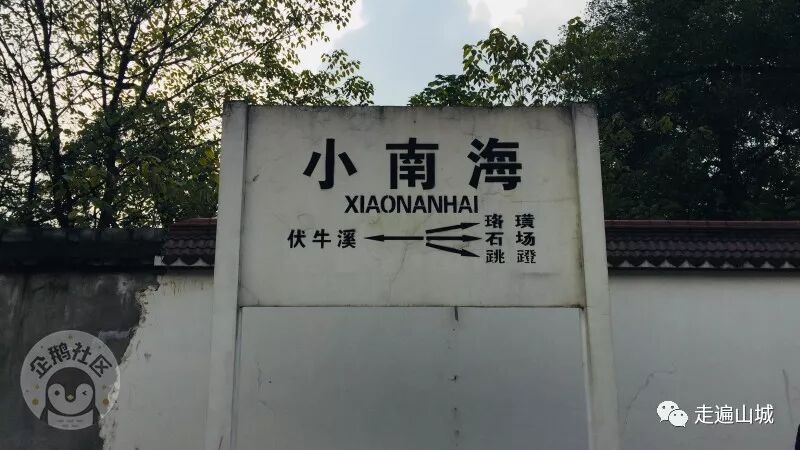 小南海
XIAONANHAI
珞璜
伏牛溪 石场
跳蹬
企鹅社区
走遍山城